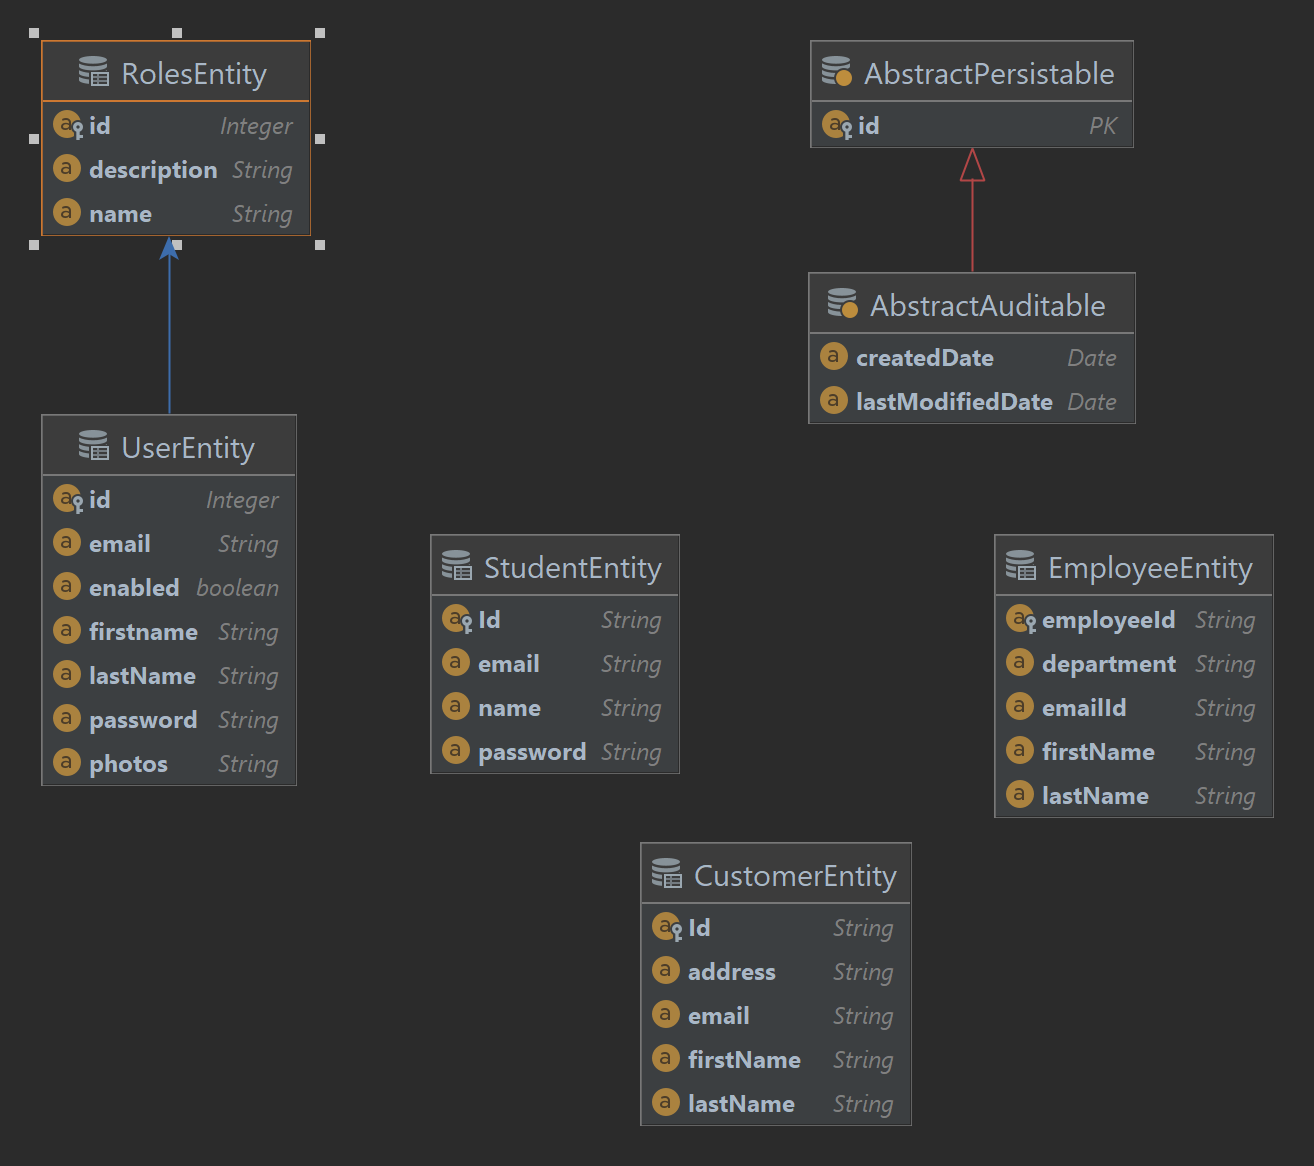 RolesEntity
id Integer
description String
name String
AbstractPersistable
id PK
AbstractAuditable
createdDate Date
lastModifiedDate Date
UserEntity
id Integer
email String
enabled boolean
firstname String
lastName String
password String
photos String
StudentEntity
Id String
email String
name String
password String
EmployeeEntity
employeeId String
department String
emailId String
firstName String
lastName String
CustomerEntity
Id String
address String
email String
firstName String
lastName String